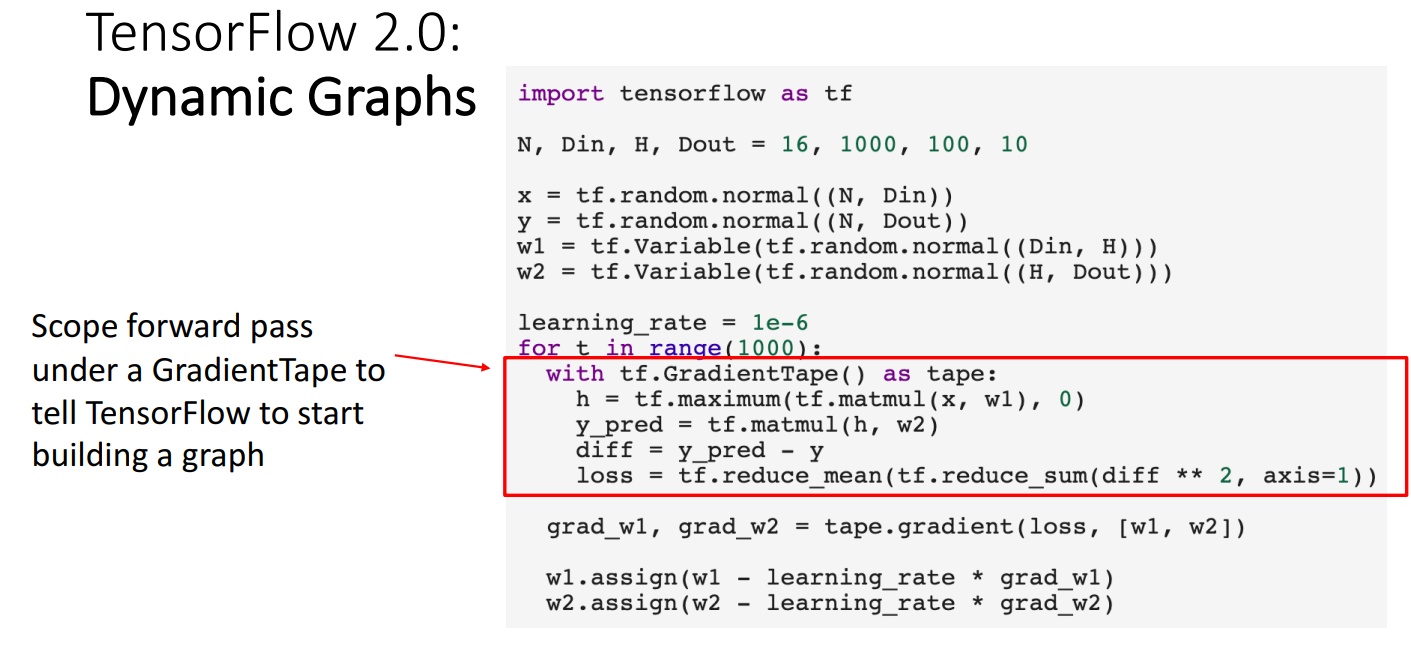 TensorFlow 2.0:
Dynamic Graphs
import tensorflow as tf
N, Din, H, Dout = 16, 1000, 100, 10
x = tf.random.normal((N, Din))
y = tf.random.normal((N, Dout))
w1 = tf.Variable(tf.random.normal((Din, H)))
w2 = tf.Variable(tf.random.normal((H, Dout)))
learning_rate = 1e-6
for t in range(1000):
with tf.GradientTape() as tape:
h = tf.maximum(tf.matmul(x, w1), 0)
y_pred = tf.matmul(h, w2)
diff = y_pred - y
loss = tf.reduce_mean(tf.reduce_sum(diff ** 2, axis=1))
grad_w1, grad_w2 = tape.gradient(loss, [w1, w2])
w1.assign(w1 - learning_rate * grad_w1)
w2.assign(w2 - learning_rate * grad_w2)
Scope forward pass
under a GradientTape to
tell TensorFlow to start
building a graph